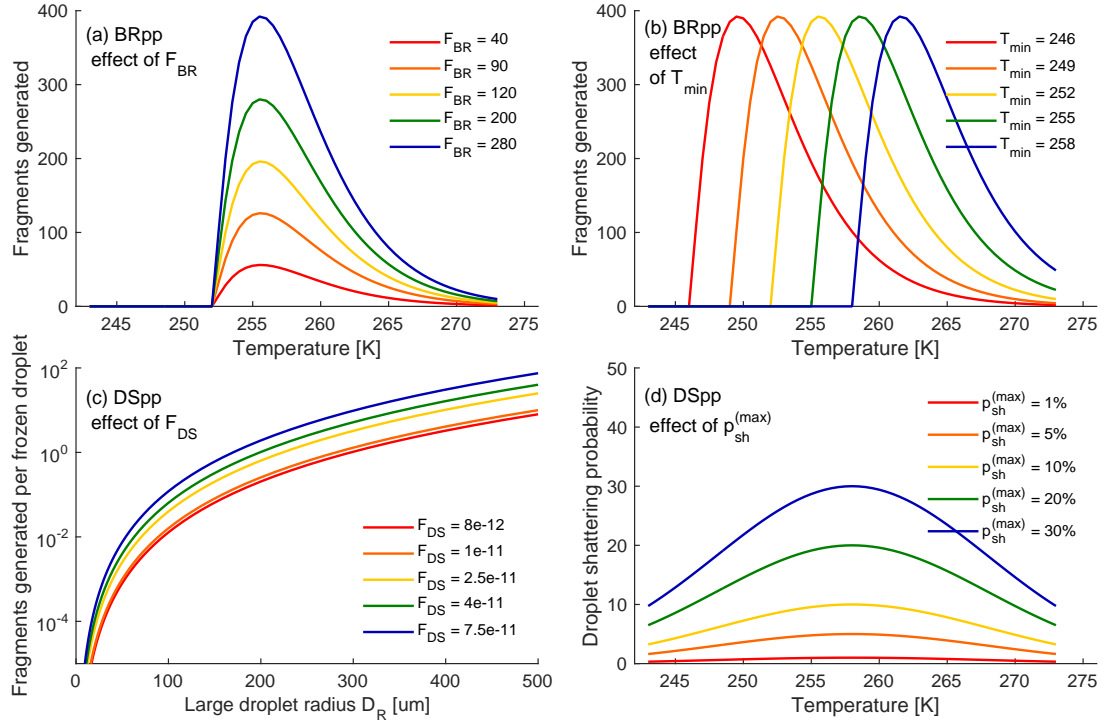 (a) BRpp
effect of F_BR
F_BR = 40
F_BR = 90
F_BR = 120
F_BR = 200
F_BR = 280
Fragments generated
400
300
200
100
0
245 250 255 260 265 270 275
Temperature [K]
(b) BRpp
effect
of T_min
T_min = 246
T_min = 249
T_min = 252
T_min = 255
T_min = 258
Fragments generated
400
300
200
100
0
245 250 255 260 265 270 275
Temperature [K]
(c) DSpp
effect of F_DS
F_DS = 8e-12
F_DS = 1e-11
F_DS = 2.5e-11
F_DS = 4e-11
F_DS = 7.5e-11
Fragments generated per frozen droplet
10^2
10^0
10^-2
10^-4
0 100 200 300 400 500
Large droplet radius D_R [um]
(d) DSpp
effect of p_sh^(max)
p_sh^(max) = 1%
p_sh^(max) = 5%
p_sh^(max) = 10%
p_sh^(max) = 20%
p_sh^(max) = 30%
Droplet shattering probability
50
40
30
20
10
0
245 250 255 260 265 270 275
Temperature [K]